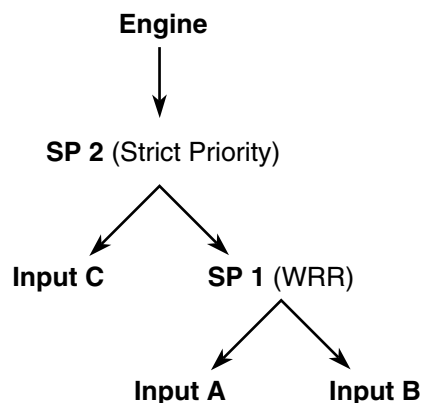 Engine
SP 2 (Strict Priority)
Input C
SP 1 (WRR)
Input A
Input B